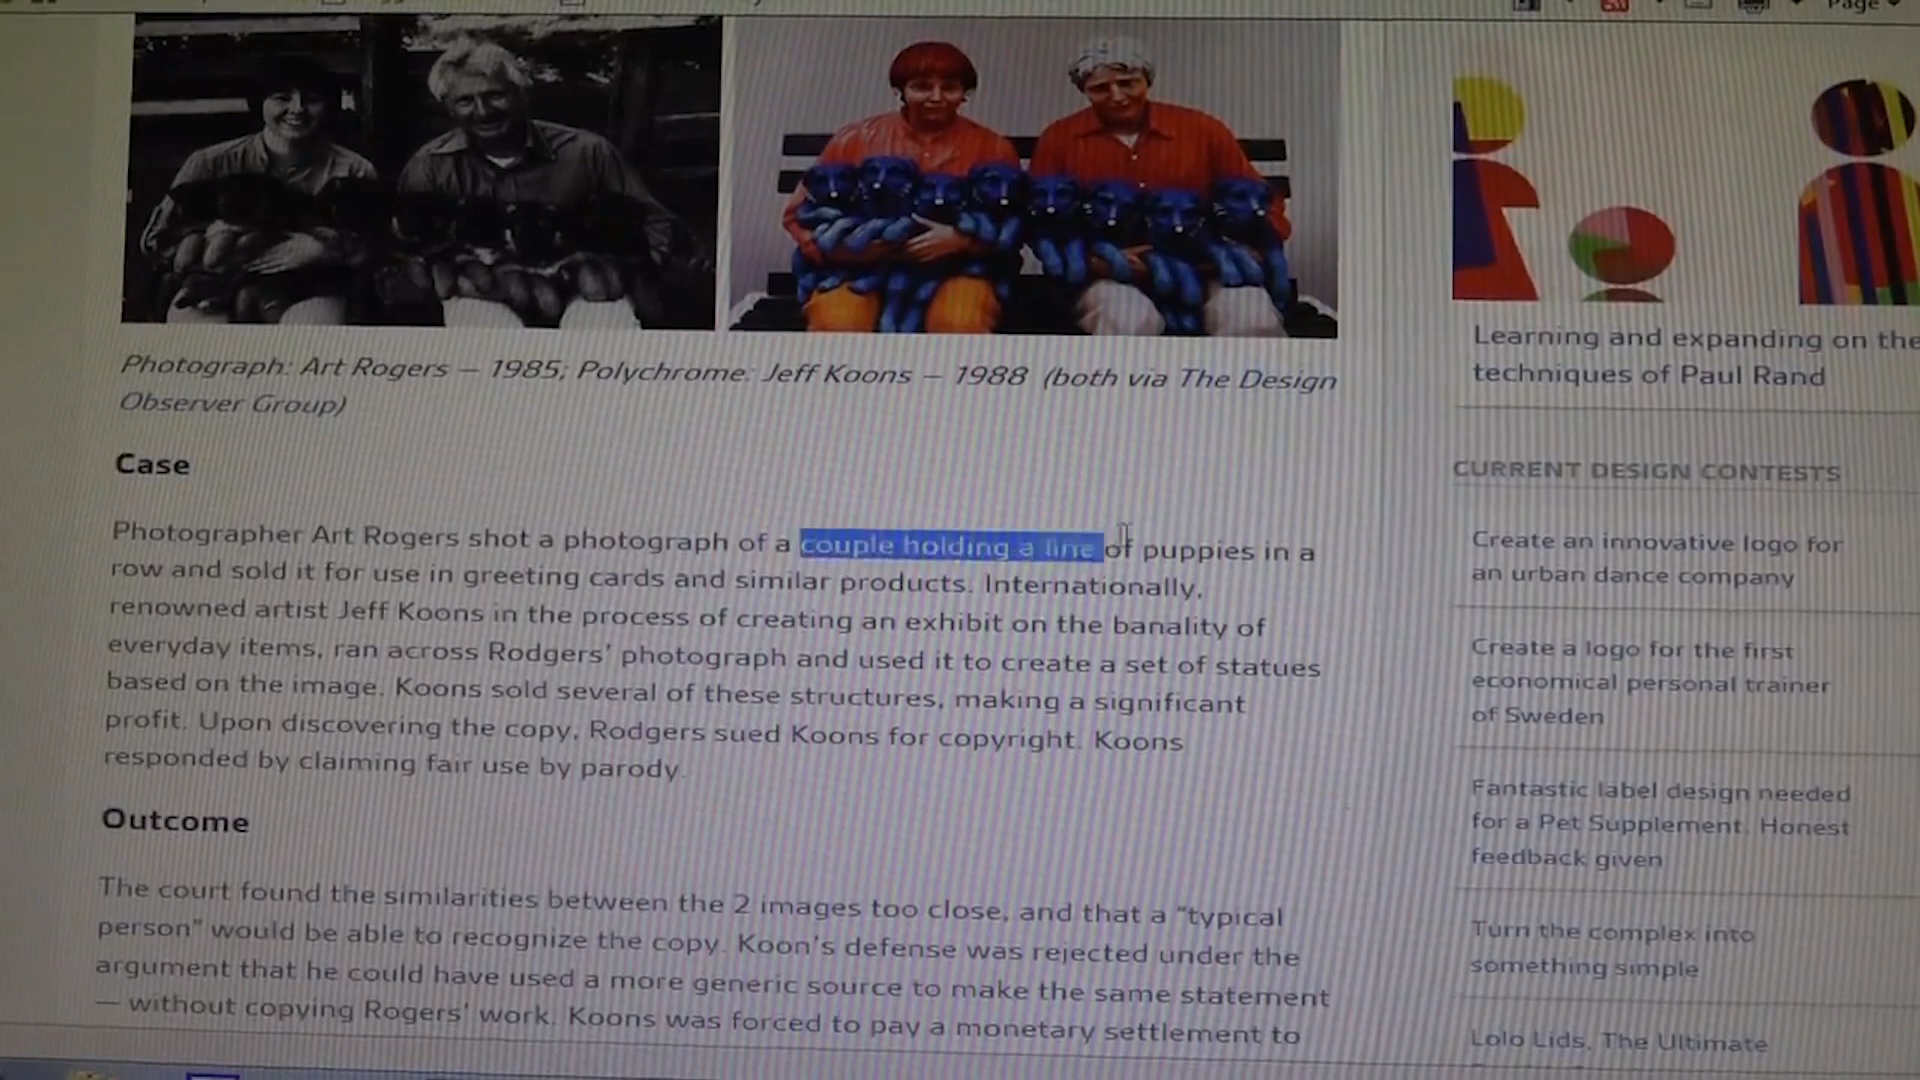 Page
Photograph: Art Rogers – 1985; Polychrome: Jeff Koons – 1988 (both via The Design
Observer Group)
Case
Photographer Art Rogers shot a photograph of a couple holding a line of puppies in a
row and sold it for use in greeting cards and similar products. Internationally,
renowned artist Jeff Koons in the process of creating an exhibit on the banality of
everyday items, ran across Rodgers’ photograph and used it to create a set of statues
based on the image. Koons sold several of these structures, making a significant
profit. Upon discovering the copy, Rodgers sued Koons for copyright. Koons
responded by claiming fair use by parody.
Outcome
The court found the similarities between the 2 images too close, and that a “typical
person” would be able to recognize the copy. Koon’s defense was rejected under the
argument that he could have used a more generic source to make the same statement
— without copying Rogers’ work. Koons was forced to pay a monetary settlement to
Learning and expanding on the
techniques of Paul Rand
CURRENT DESIGN CONTESTS
Create an innovative logo for
an urban dance company
Create a logo for the first
economical personal trainer
of Sweden
Fantastic label design needed
for a Pet Supplement. Honest
feedback given
Turn the complex into
something simple
Lolo Lids. The Ultimate